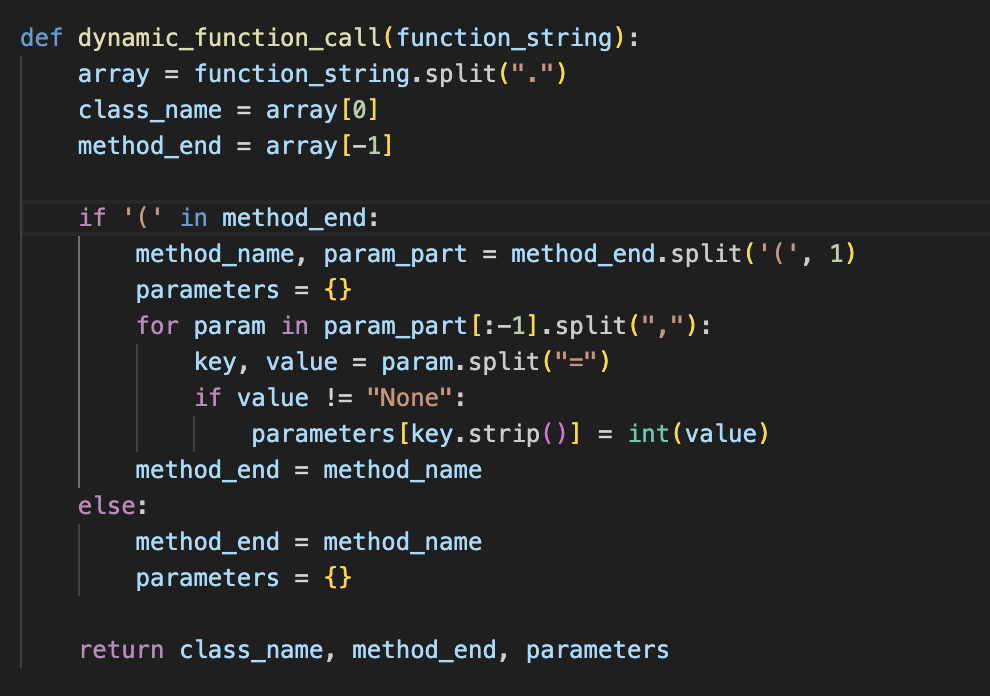 def dynamic_function_call(function_string):
    array = function_string.split(".")
    class_name = array[0]
    method_end = array[-1]

    if '(' in method_end:
        method_name, param_part = method_end.split('(', 1)
        parameters = {}
        for param in param_part[:-1].split(","):
            key, value = param.split("=")
            if value != "None":
                parameters[key.strip()] = int(value)
        method_end = method_name
    else:
        method_end = method_name
        parameters = {}

    return class_name, method_end, parameters